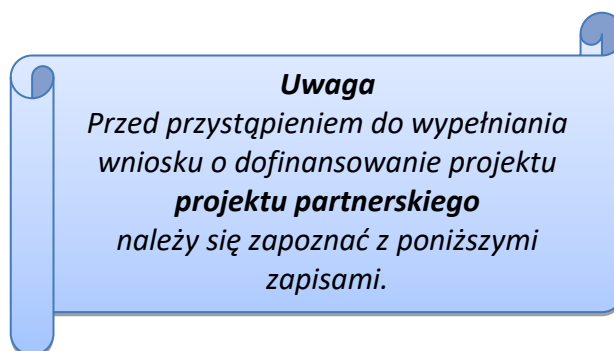 Uwaga
Przed przystąpieniem do wypełniania
wniosku o dofinansowanie projektu
projektu partnerskiego
należy się zapoznać z poniższymi
zapisami.